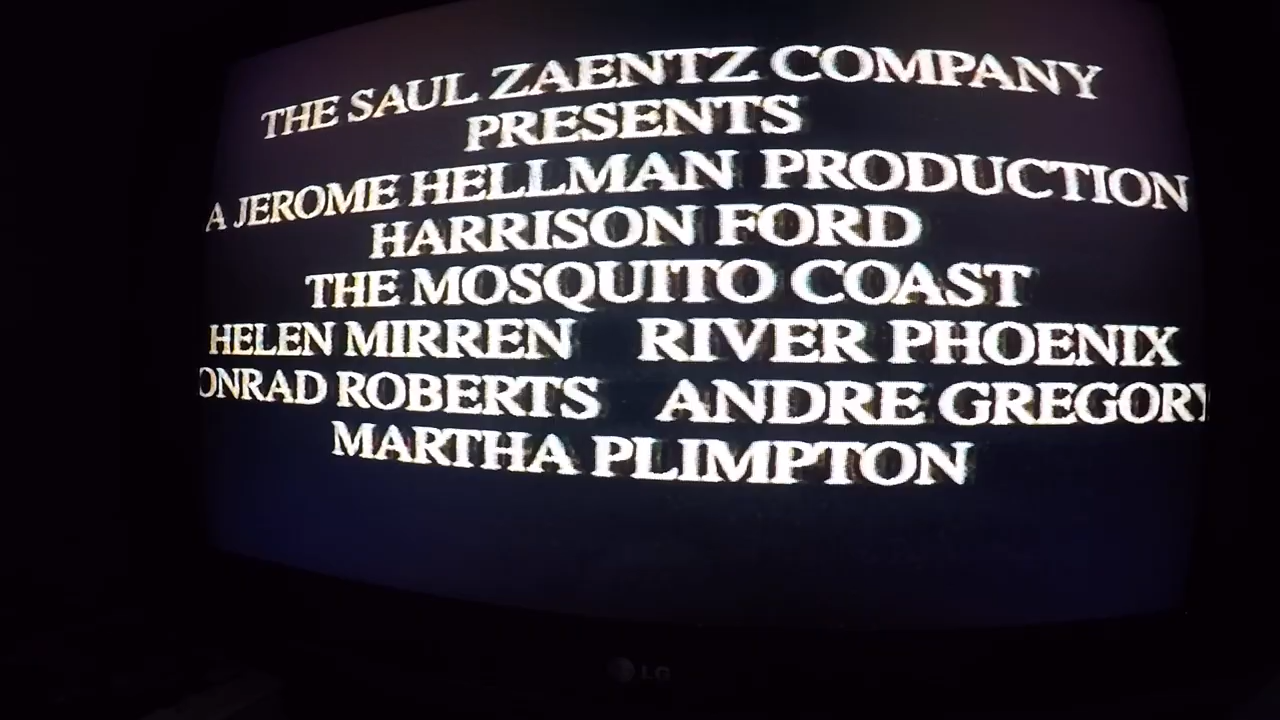 THE SAUL ZAENTZ COMPANY
PRESENTS
A JEROME HELLMAN PRODUCTION
HARRISON FORD
THE MOSQUITO COAST
HELEN MIRREN RIVER PHOENIX
ONRAD ROBERTS ANDRE GREGORY
MARTHA PLIMPTON
LG